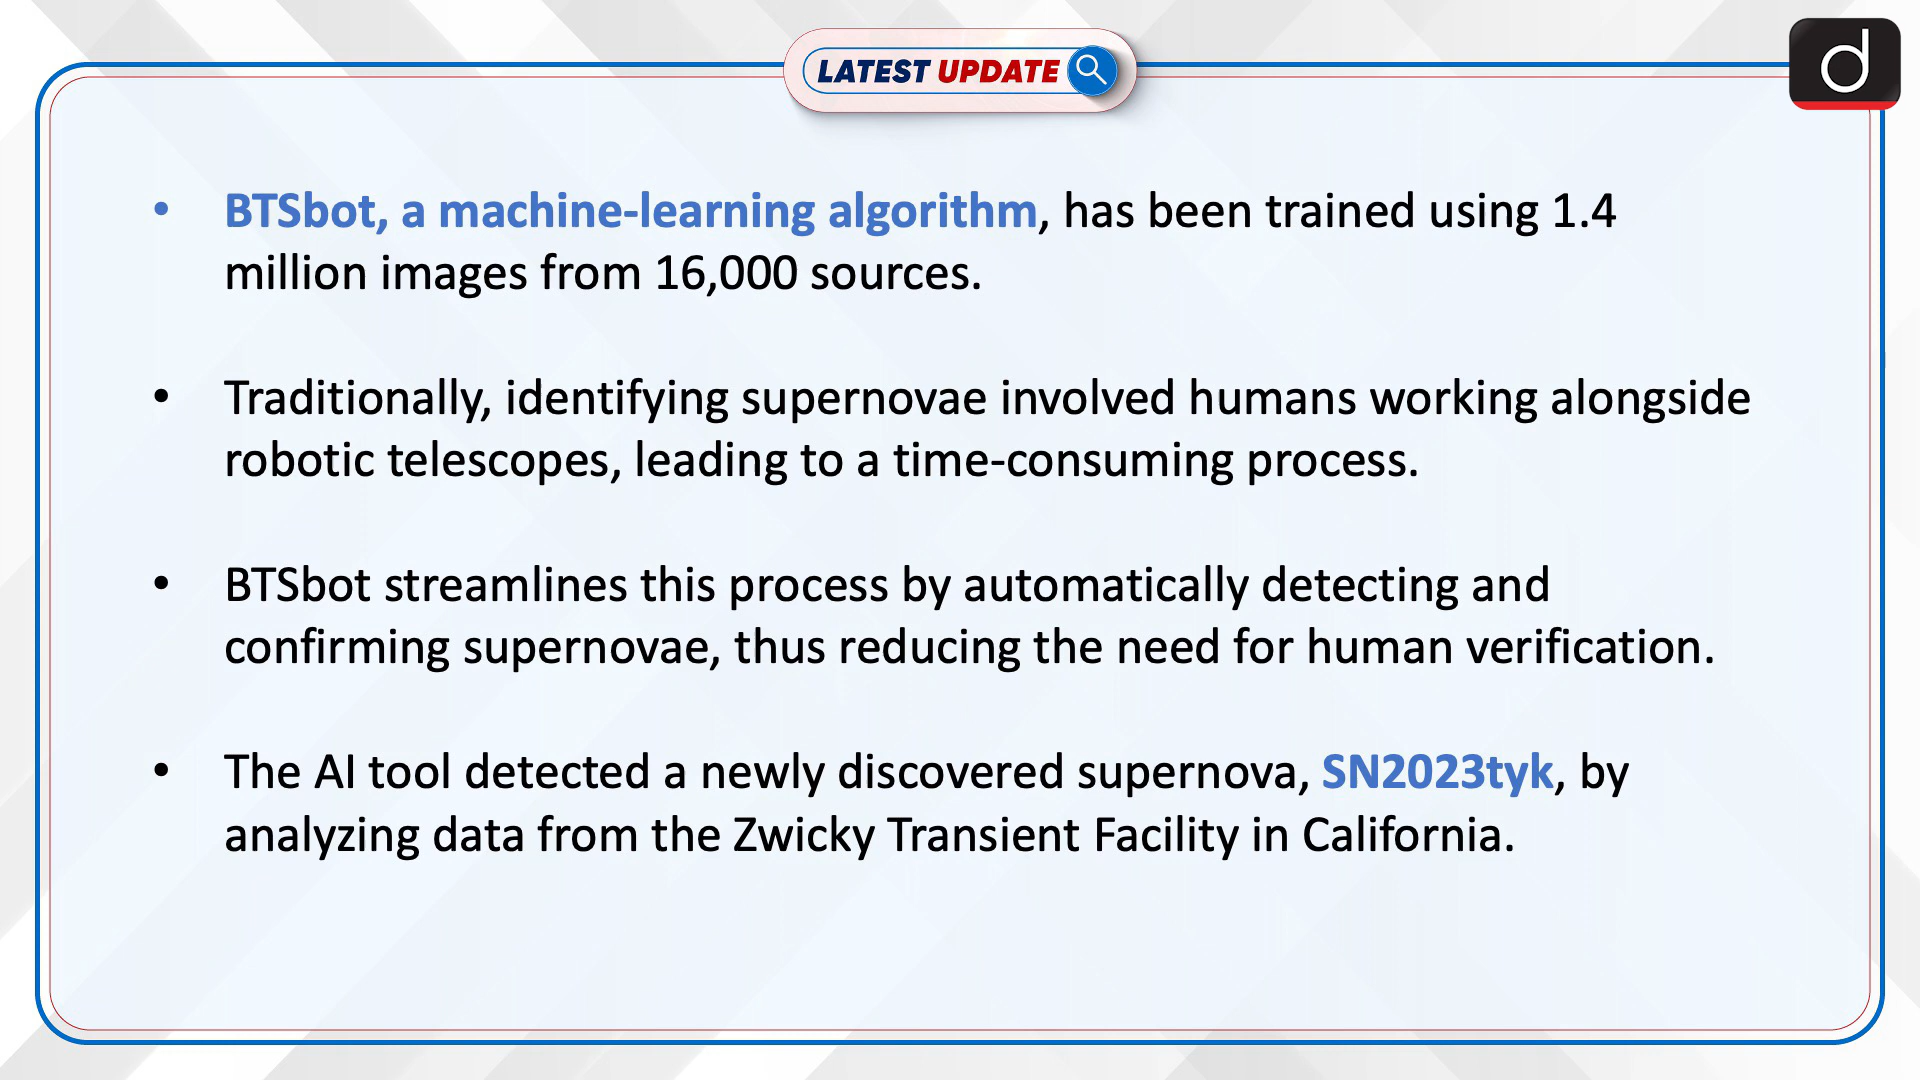 LATEST UPDATE
d
• BTSbot, a machine-learning algorithm, has been trained using 1.4
million images from 16,000 sources.
• Traditionally, identifying supernovae involved humans working alongside
robotic telescopes, leading to a time-consuming process.
• BTSbot streamlines this process by automatically detecting and
confirming supernovae, thus reducing the need for human verification.
• The AI tool detected a newly discovered supernova, SN2023tyk, by
analyzing data from the Zwicky Transient Facility in California.